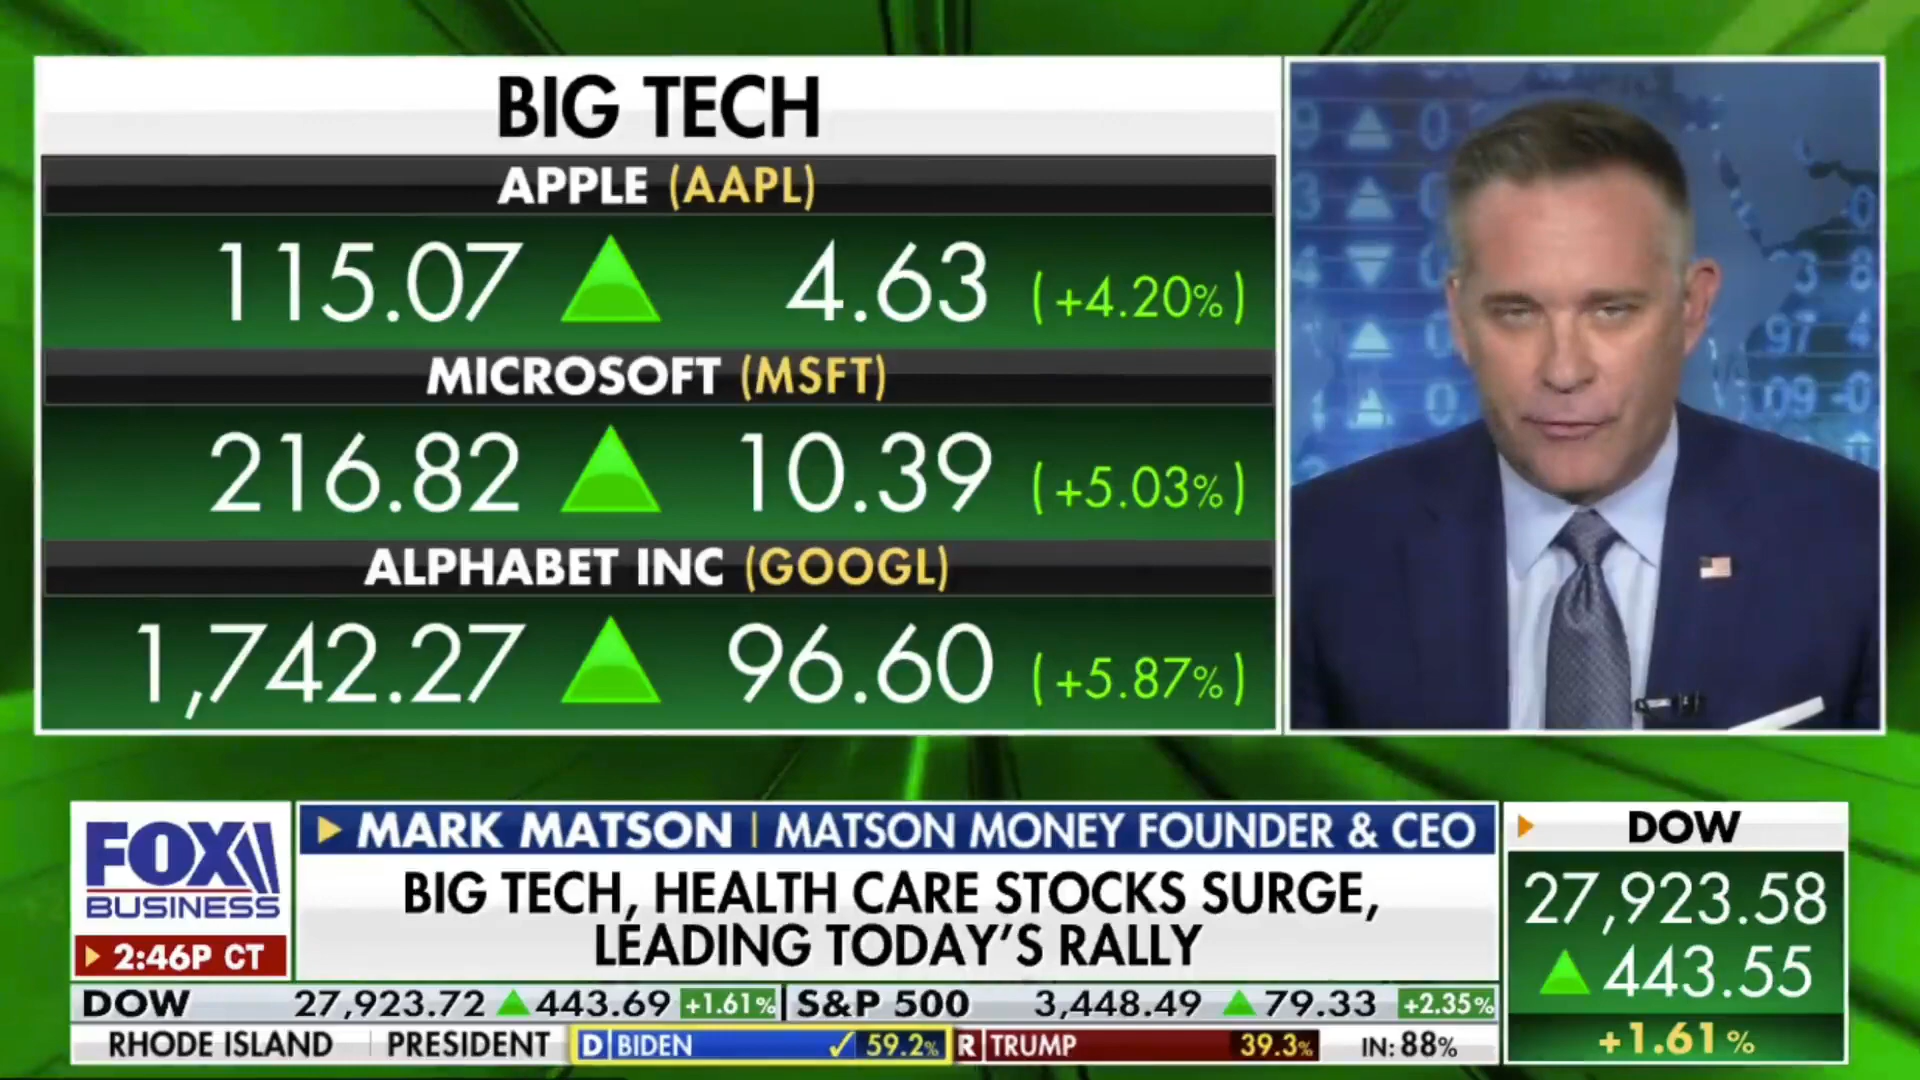 BIG TECH
APPLE (AAPL)
115.07 ▲ 4.63 (+4.20%)
MICROSOFT (MSFT)
216.82 ▲ 10.39 (+5.03%)
ALPHABET INC (GOOGL)
1,742.27 ▲ 96.60 (+5.87%)
MARK MATSON | MATSON MONEY FOUNDER & CEO
BIG TECH, HEALTH CARE STOCKS SURGE,
LEADING TODAY'S RALLY
FOX
BUSINESS
2:46P CT
DOW
27,923.58
▲ 443.55
+1.61%
DOW 27,923.72 ▲ 443.69 +1.61% | S&P 500 3,448.49 ▲ 79.33 +2.35%
RHODE ISLAND | PRESIDENT D | BIDEN ✓ 59.2% R | TRUMP 39.3% IN: 88%